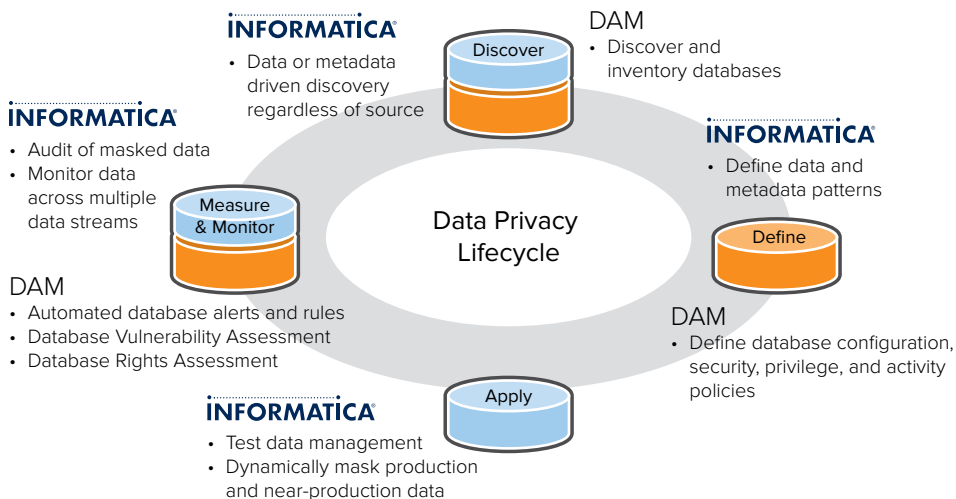 INFORMATICA®
• Data or metadata
driven discovery
regardless of source
Discover
DAM
• Discover and
inventory databases
INFORMATICA®
• Define data and
metadata patterns
Define
DAM
• Define database configuration,
security, privilege, and activity
policies
Apply
INFORMATICA®
• Test data management
• Dynamically mask production
and near-production data
INFORMATICA®
• Audit of masked data
• Monitor data
across multiple
data streams
Measure
& Monitor
DAM
• Automated database alerts and rules
• Database Vulnerability Assessment
• Database Rights Assessment
Data Privacy
Lifecycle